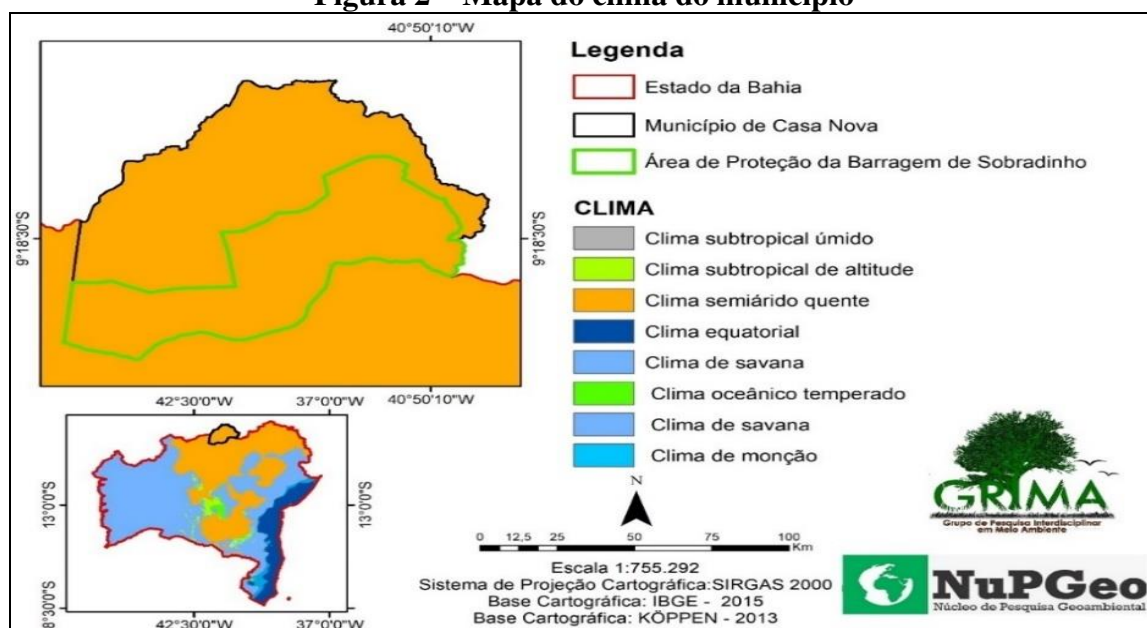 Figura 2 – Mapa do clima do município
40°50'10"W
9°18'30"S
9°18'30"S
40°50'10"W
Legenda
Estado da Bahia
Município de Casa Nova
Área de Proteção da Barragem de Sobradinho
CLIMA
Clima subtropical úmido
Clima subtropical de altitude
Clima semiárido quente
Clima equatorial
Clima de savana
Clima oceânico temperado
Clima de savana
Clima de monção
42°30'0"W 37°0'0"W
13°0'0"S
13°0'0"S
8°30'0"S
42°30'0"W 37°0'0"W
N
0 12,5 25 50 75 100
Km
Escala 1:755.292
Sistema de Projeção Cartográfica:SIRGAS 2000
Base Cartográfica: IBGE - 2015
Base Cartográfica: KÖPPEN - 2013
GRIMA
Grupo de Pesquisa Interdisciplinar
em Meio Ambiente
NuPGeo
Núcleo de Pesquisa Geoambiental